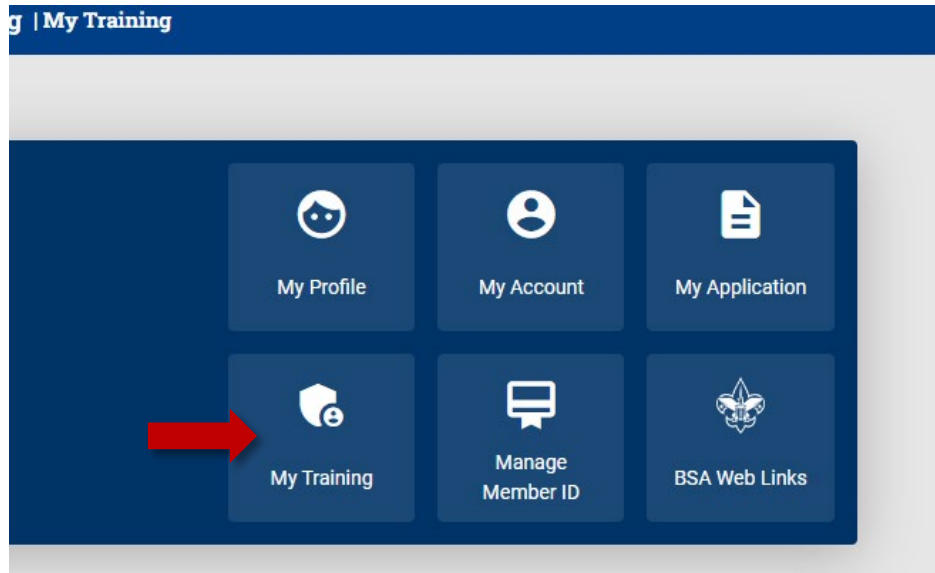 g | My Training
My Profile
My Account
My Application
My Training
Manage
Member ID
BSA Web Links